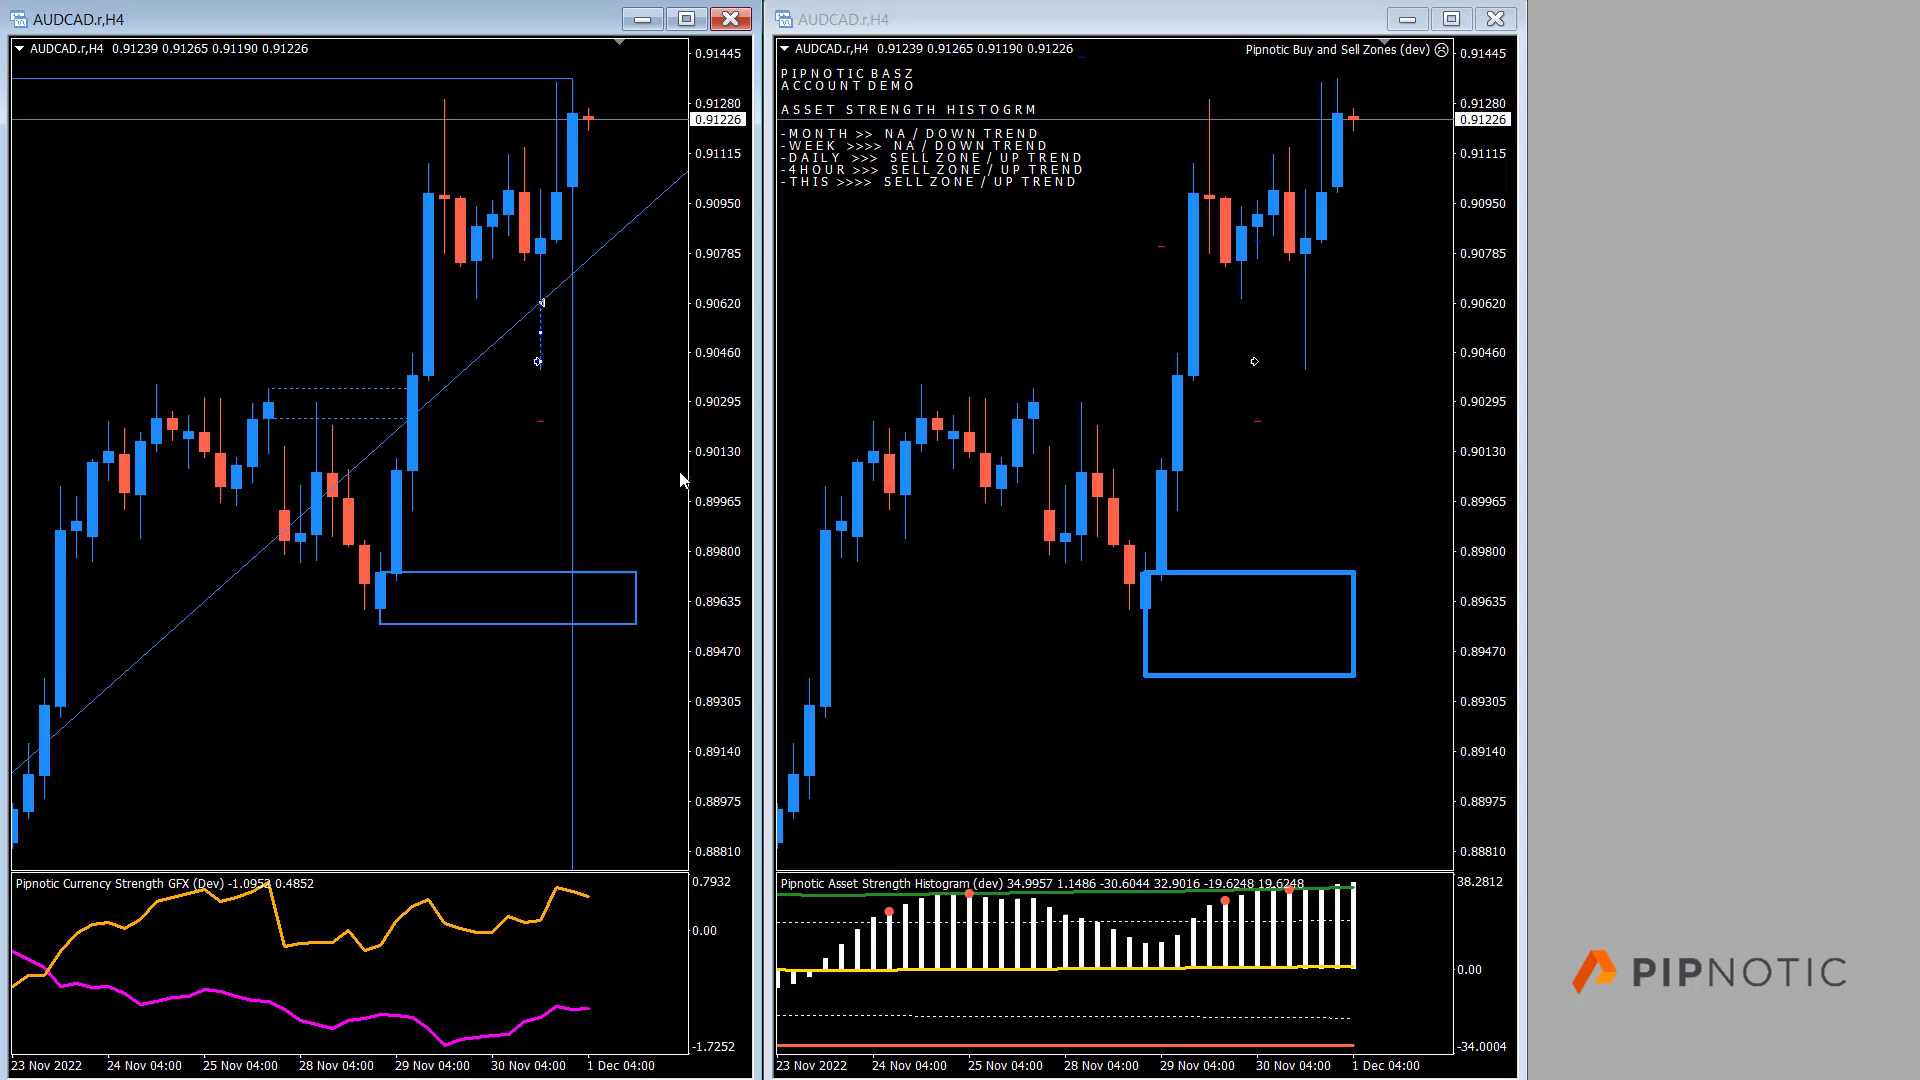 AUDCAD.r,H4
AUDCAD.r,H4 0.91239 0.91265 0.91190 0.91226
0.91445
0.91280
0.91226
0.91115
0.90950
0.90785
0.90620
0.90460
0.90295
0.90130
0.89965
0.89800
0.89635
0.89470
0.89305
0.89140
0.88975
0.88810
Pipnotic Currency Strength GFX (Dev) -1.0953 0.4852
0.7932
0.00
-1.7252
23 Nov 2022
24 Nov 04:00
25 Nov 04:00
28 Nov 04:00
29 Nov 04:00
30 Nov 04:00
1 Dec 04:00
AUDCAD.r,H4
AUDCAD.r,H4 0.91239 0.91265 0.91190 0.91226
Pipnotic Buy and Sell Zones (dev)
PIPNOTIC BASZ
ACCOUNT DEMO
ASSET STRENGTH HISTOGRM
-MONTH >> NA / DOWN TREND
-WEEK >>>> NA / DOWN TREND
-DAILY >>> SELL ZONE / UP TREND
-4HOUR >>> SELL ZONE / UP TREND
-THIS >>>> SELL ZONE / UP TREND
0.91445
0.91280
0.91226
0.91115
0.90950
0.90785
0.90620
0.90460
0.90295
0.90130
0.89965
0.89800
0.89635
0.89470
0.89305
0.89140
0.88975
0.88810
Pipnotic Asset Strength Histogram (dev) 34.9957 1.1486 -30.6044 32.9016 -19.6248 19.6248
38.2812
0.00
-34.0004
23 Nov 2022
24 Nov 04:00
25 Nov 04:00
28 Nov 04:00
29 Nov 04:00
30 Nov 04:00
1 Dec 04:00
PIPNOTIC